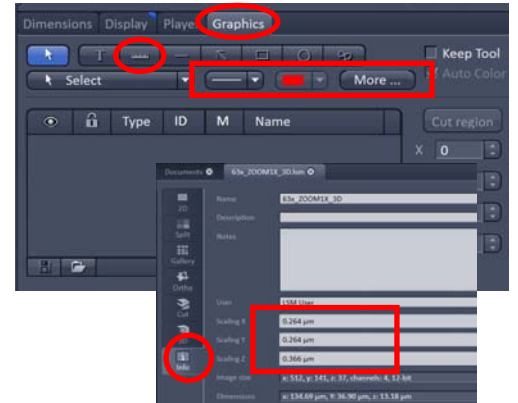 Dimensions Display Player Graphics
T
Keep Tool
Select
More ...
Auto Color
Type ID M Name
Cut region
X 0
Documents 63x_ZOOM1X_3D.lsm
2D
Split
Gallery
Ortho
Cut
3D
Info
Name 63x_ZOOM1X_3D
Description
Notes
User LSM User
Scaling X 0.264 µm
Scaling Y 0.264 µm
Scaling Z 0.366 µm
Image size x: 512, y: 141, z: 37, channels: 4, 12-bit
Dimensions x: 134.69 µm, Y: 36.90 µm, z: 13.18 µm